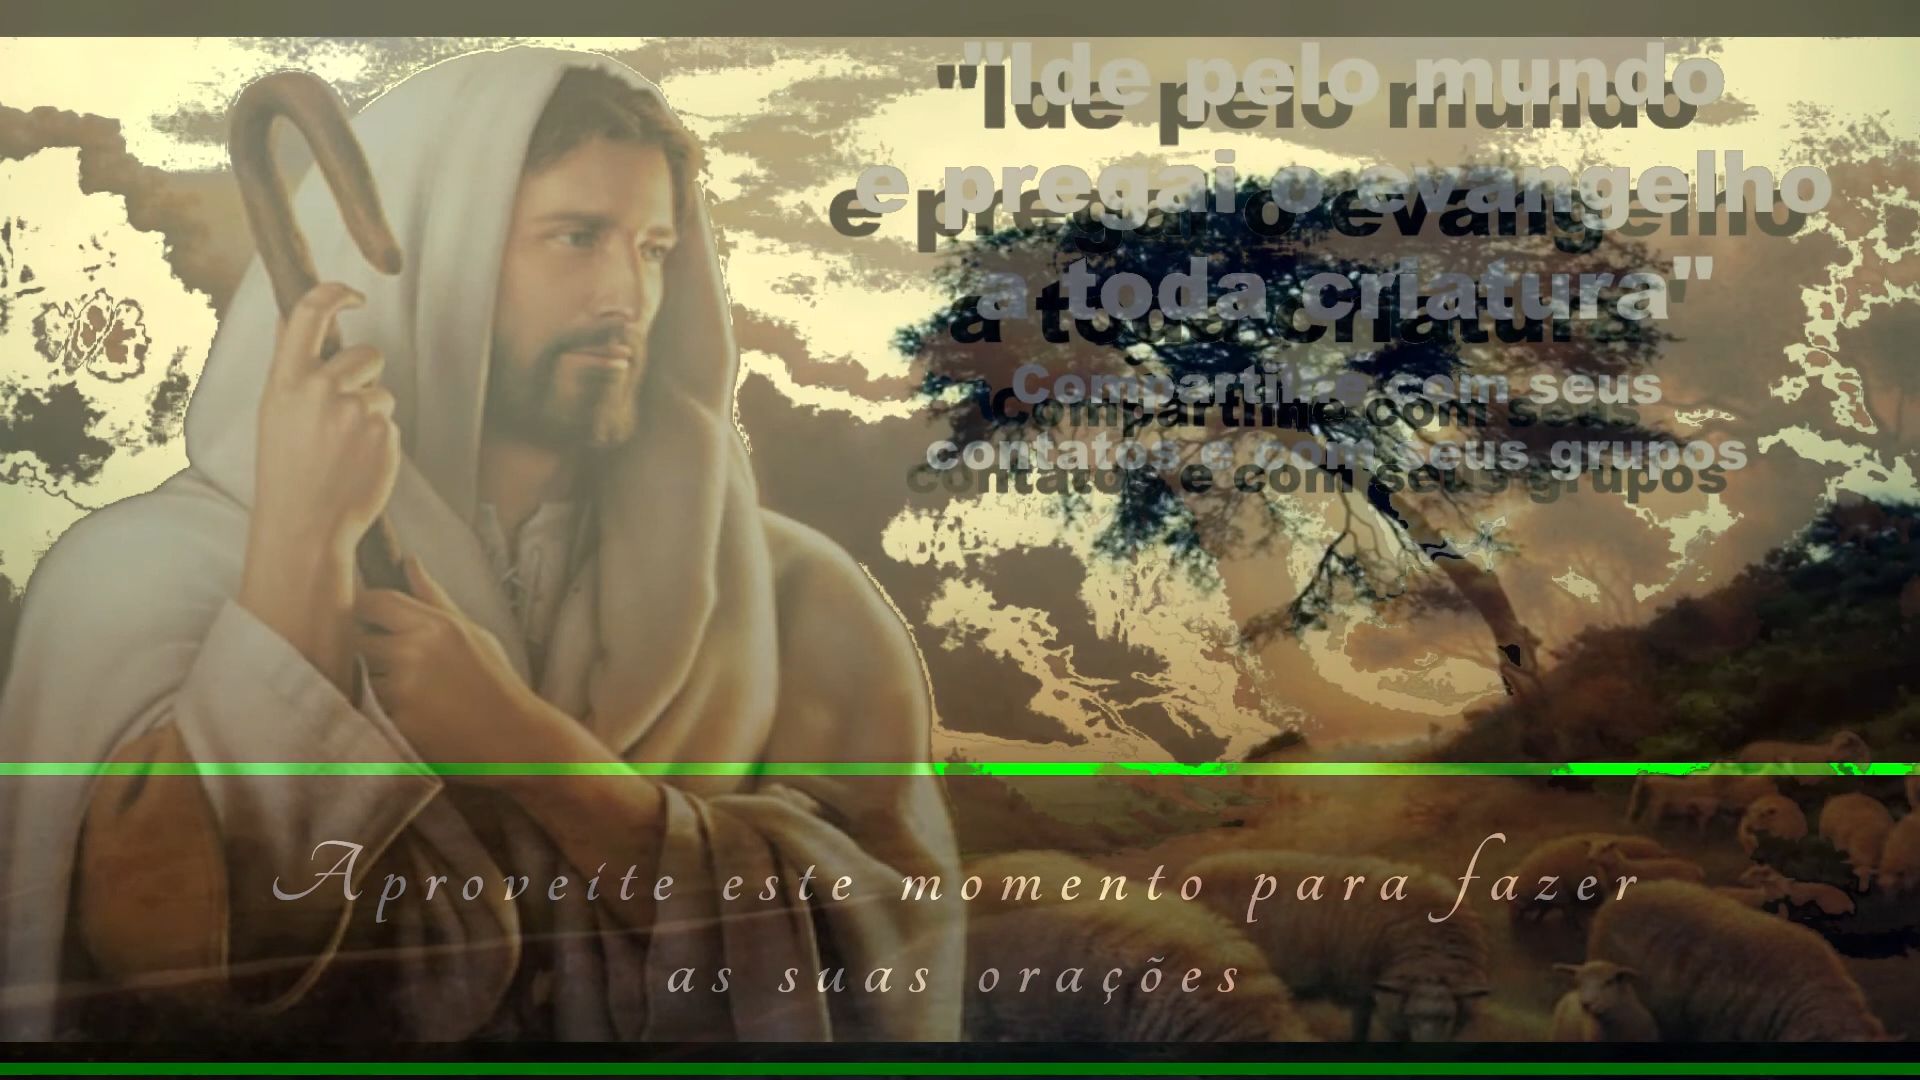 "Ide pelo mundo
e pregai o evangelho
a toda criatura"
Compartilhe com seus
contatos e com seus grupos
Aproveite este momento para fazer
as suas orações